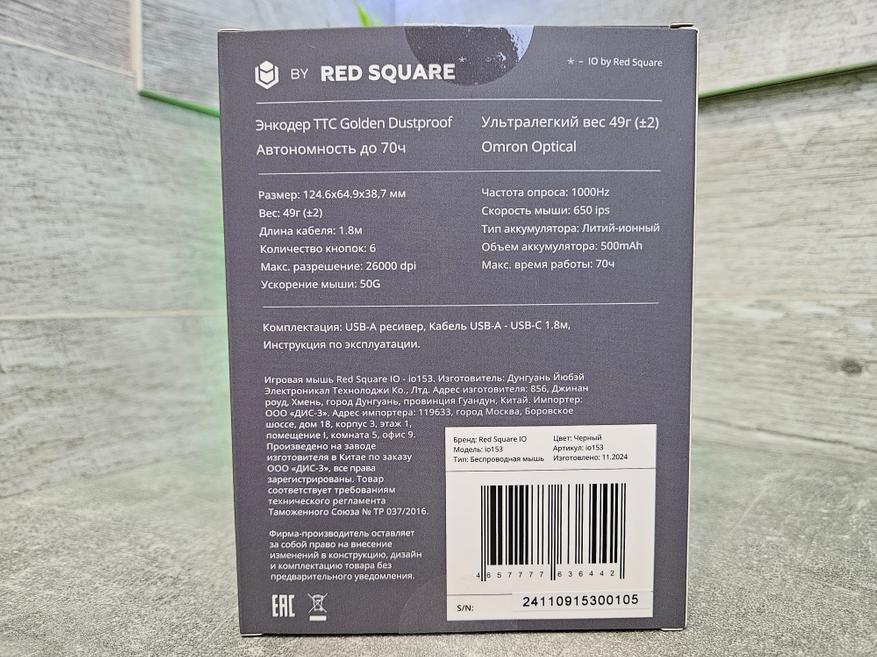 BY RED SQUARE*
* – IO by Red Square
Энкодер TTC Golden Dustproof
Автономность до 70ч
Ультралегкий вес 49г (±2)
Omron Optical
Размер: 124.6x64.9x38,7 мм
Вес: 49г (±2)
Длина кабеля: 1.8м
Количество кнопок: 6
Макс. разрешение: 26000 dpi
Ускорение мыши: 50G
Частота опроса: 1000Hz
Скорость мыши: 650 ips
Тип аккумулятора: Литий-ионный
Объем аккумулятора: 500mAh
Макс. время работы: 70ч
Комплектация: USB-A ресивер, Кабель USB-A - USB-C 1.8м,
Инструкция по эксплуатации.
Игровая мышь Red Square IO - io153. Изготовитель: Дунгуань Йюбэй
Электроникал Технолоджи Ко., Лтд. Адрес изготовителя: 856, Джинан
роуд, Хмень, город Дунгуань, провинция Гуандун, Китай. Импортер:
ООО «ДИС-3». Адрес импортера: 119633, город Москва, Боровское
шоссе, дом 18, корпус 3, этаж 1,
помещение I, комната 5, офис 9.
Произведено на заводе
изготовителя в Китае по заказу
ООО «ДИС-3», все права
зарегистрированы. Товар
соответствует требованиям
технического регламента
Таможенного Союза № ТР 037/2016.
Фирма-производитель оставляет
за собой право на внесение
изменений в конструкцию, дизайн
и комплектацию товара без
предварительного уведомления.
EAC
Бренд: Red Square IO
Модель: io153
Тип: Беспроводная мышь
Цвет: Черный
Артикул: io153
Изготовлено: 11.2024
4 657777 636442
S/N: 24110915300105